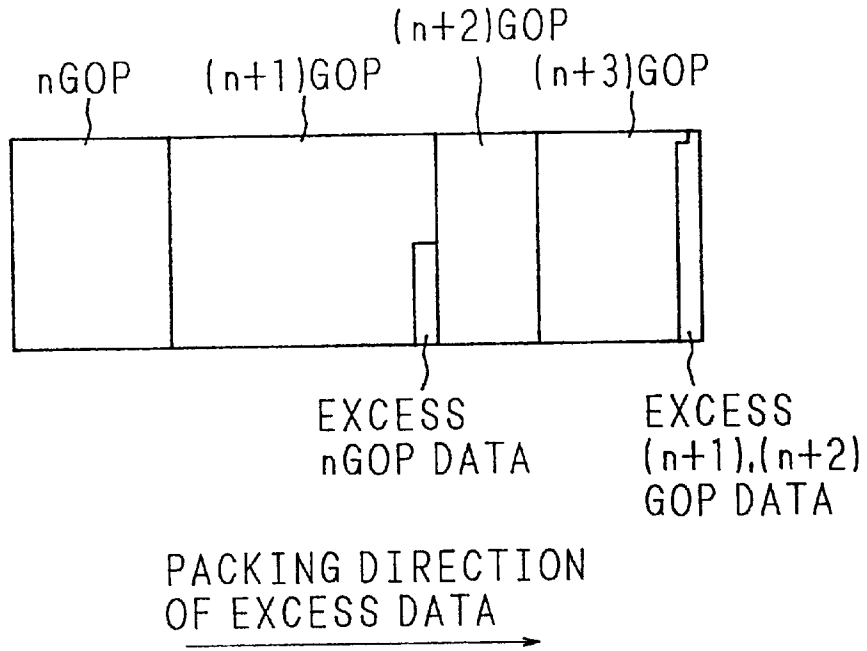 (n+2)GOP
nGOP
(n+1)GOP
(n+3)GOP
EXCESS
nGOP DATA
EXCESS
(n+1),(n+2)
GOP DATA
PACKING DIRECTION
OF EXCESS DATA